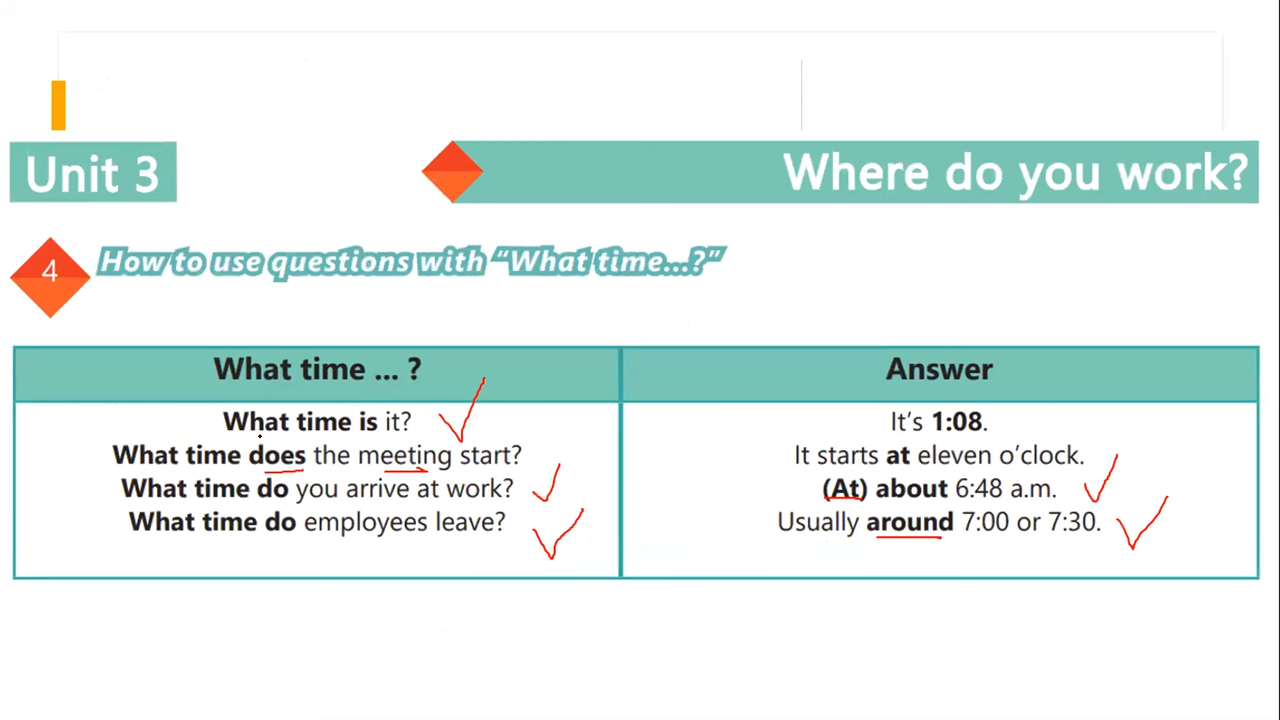 Unit 3
Where do you work?
4
How to use questions with “What time...?”
What time ... ?
Answer
What time is it?
It’s 1:08.
What time does the meeting start?
It starts at eleven o’clock.
What time do you arrive at work?
(At) about 6:48 a.m.
What time do employees leave?
Usually around 7:00 or 7:30.